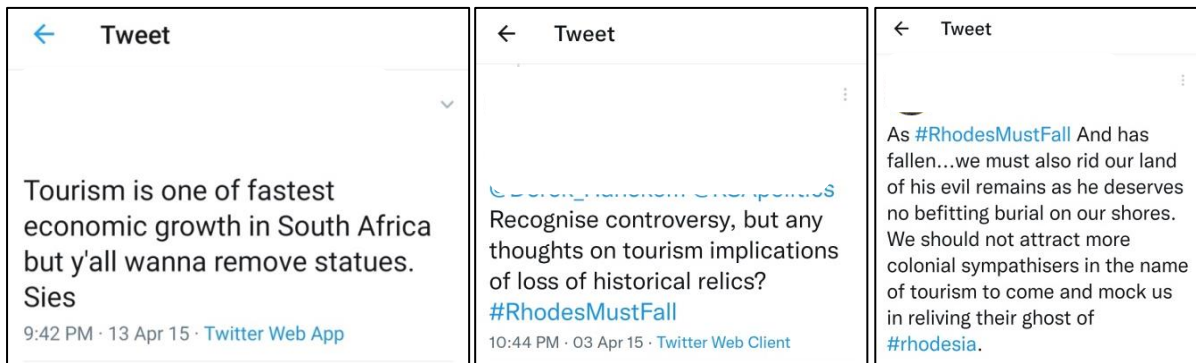 Tweet
Tourism is one of fastest
economic growth in South Africa
but y'all wanna remove statues.
Sies
9:42 PM · 13 Apr 15 · Twitter Web App
Tweet
Recognise controversy, but any
thoughts on tourism implications
of loss of historical relics?
#RhodesMustFall
10:44 PM · 03 Apr 15 · Twitter Web Client
Tweet
As #RhodesMustFall And has
fallen...we must also rid our land
of his evil remains as he deserves
no befitting burial on our shores.
We should not attract more
colonial sympathisers in the name
of tourism to come and mock us
in reliving their ghost of
#rhodesia.